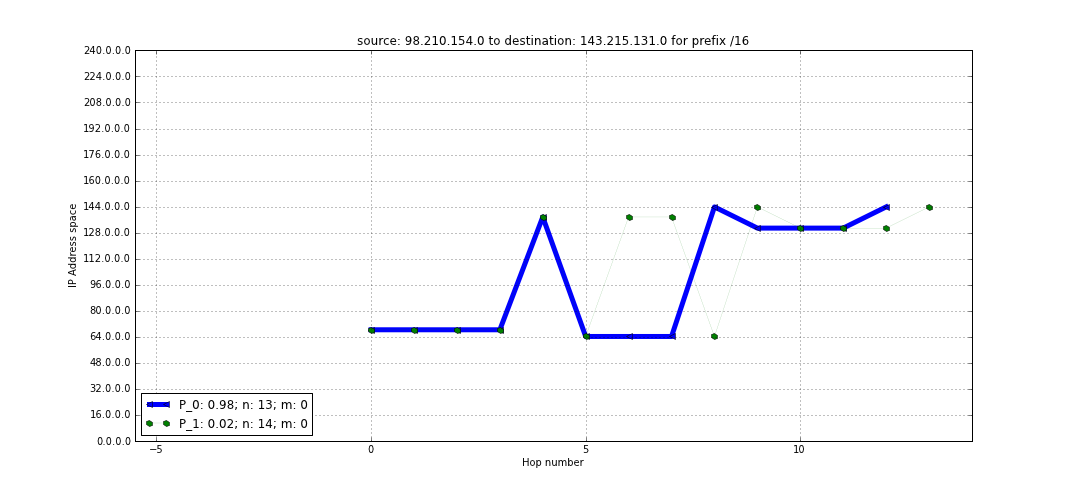 source: 98.210.154.0 to destination: 143.215.131.0 for prefix /16
240.0.0.0
224.0.0.0
208.0.0.0
192.0.0.0
176.0.0.0
160.0.0.0
144.0.0.0
128.0.0.0
112.0.0.0
96.0.0.0
80.0.0.0
64.0.0.0
48.0.0.0
32.0.0.0
16.0.0.0
0.0.0.0
IP Address space
P_0: 0.98; n: 13; m: 0
P_1: 0.02; n: 14; m: 0
−5 0 5 10
Hop number